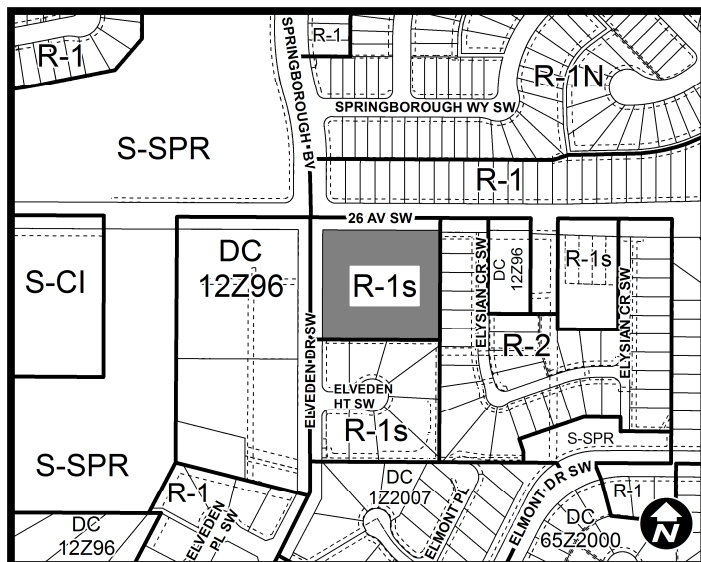 R-1
R-1
R-1N
SPRINGBOROUGH BV
SPRINGBOROUGH WY SW
S-SPR
R-1
26 AV SW
S-CI
DC
12Z96
R-1s
ELYSIAN CR SW
DC
12Z96
R-1s
ELYSIAN CR SW
ELVEDEN DR SW
R-2
ELVEDEN
HT SW
R-1s
S-SPR
S-SPR
R-1
ELVEDEN
PL SW
DC
12Z96
DC
1Z2007
ELMONT PL
ELMONT DR SW
R-1
DC
65Z2000
N